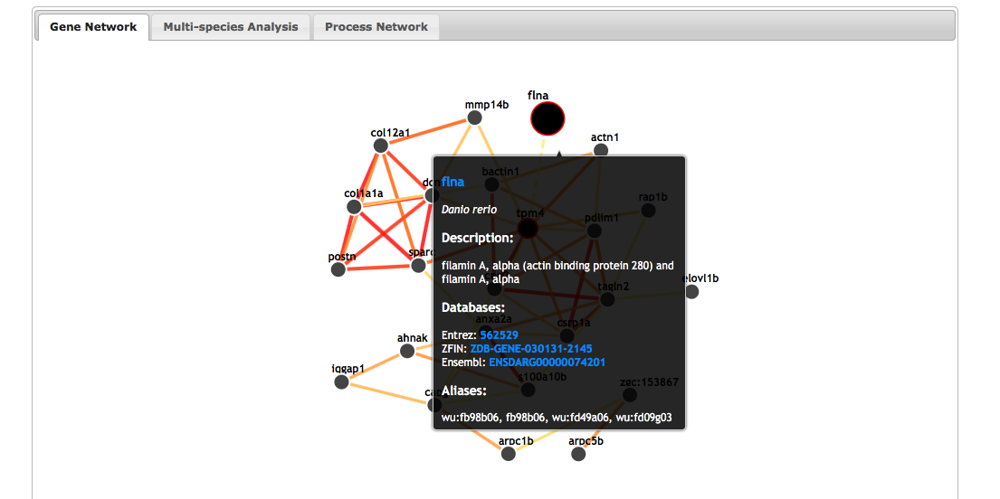 Gene Network
Multi-species Analysis
Process Network
flna
mmp14b
col12a1
actn1
bactin1
dcn
flna
col1a1a
rap1b
Danio rerio
tpm4
pdlim1
Description:
sparc
postn
filamin A, alpha (actin binding protein 280) and
filamin A, alpha
elovl1b
tagln2
Databases:
anxa2a
csrp1a
Entrez: 562529
ahnak
ZFIN: ZDB-GENE-030131-2145
Ensembl: ENSDARG00000074201
iqgap1
s100a10b
zgc:153867
Aliases:
wu:fb98b06, fb98b06, wu:fd49a06, wu:fd09g03
arpc1b
arpc5b